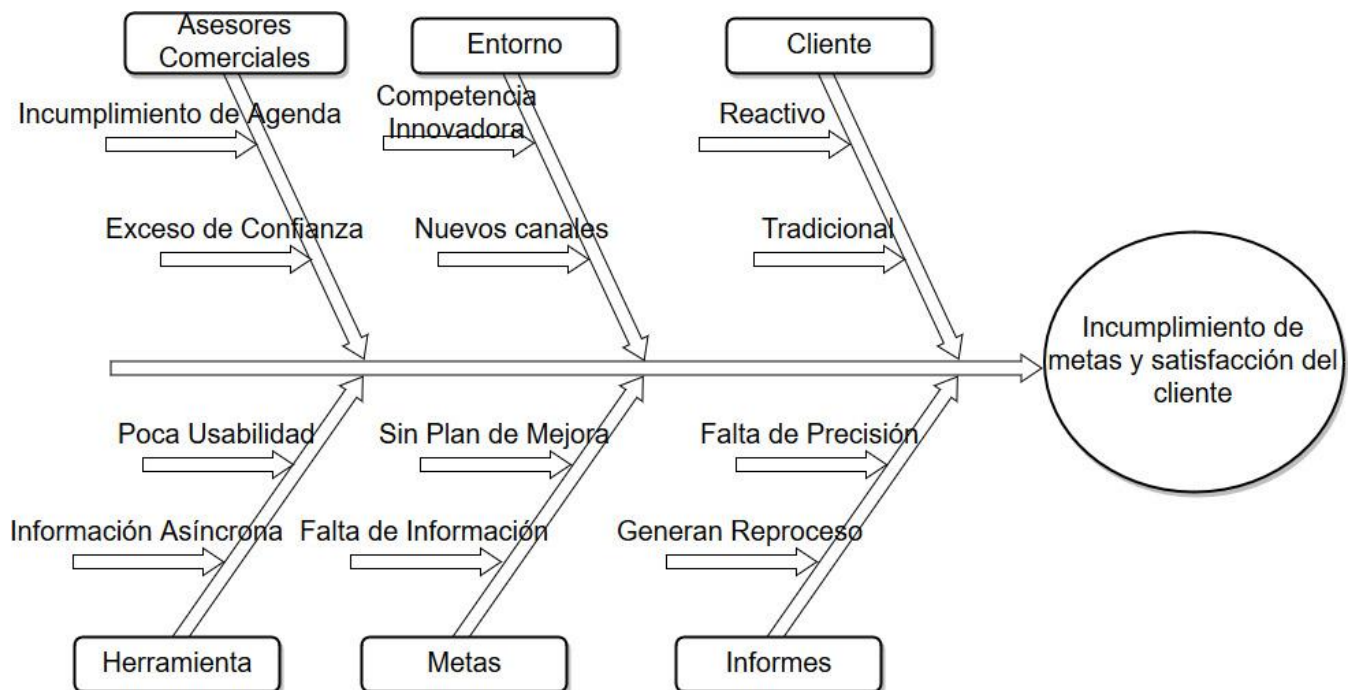 Asesores
Comerciales
Entorno
Cliente
Incumplimiento de Agenda
Competencia
Innovadora
Reactivo
Exceso de Confianza
Nuevos canales
Tradicional
Incumplimiento de
metas y satisfacción del
cliente
Poca Usabilidad
Sin Plan de Mejora
Falta de Precisión
Información Asíncrona
Falta de Información
Generan Reproceso
Herramienta
Metas
Informes